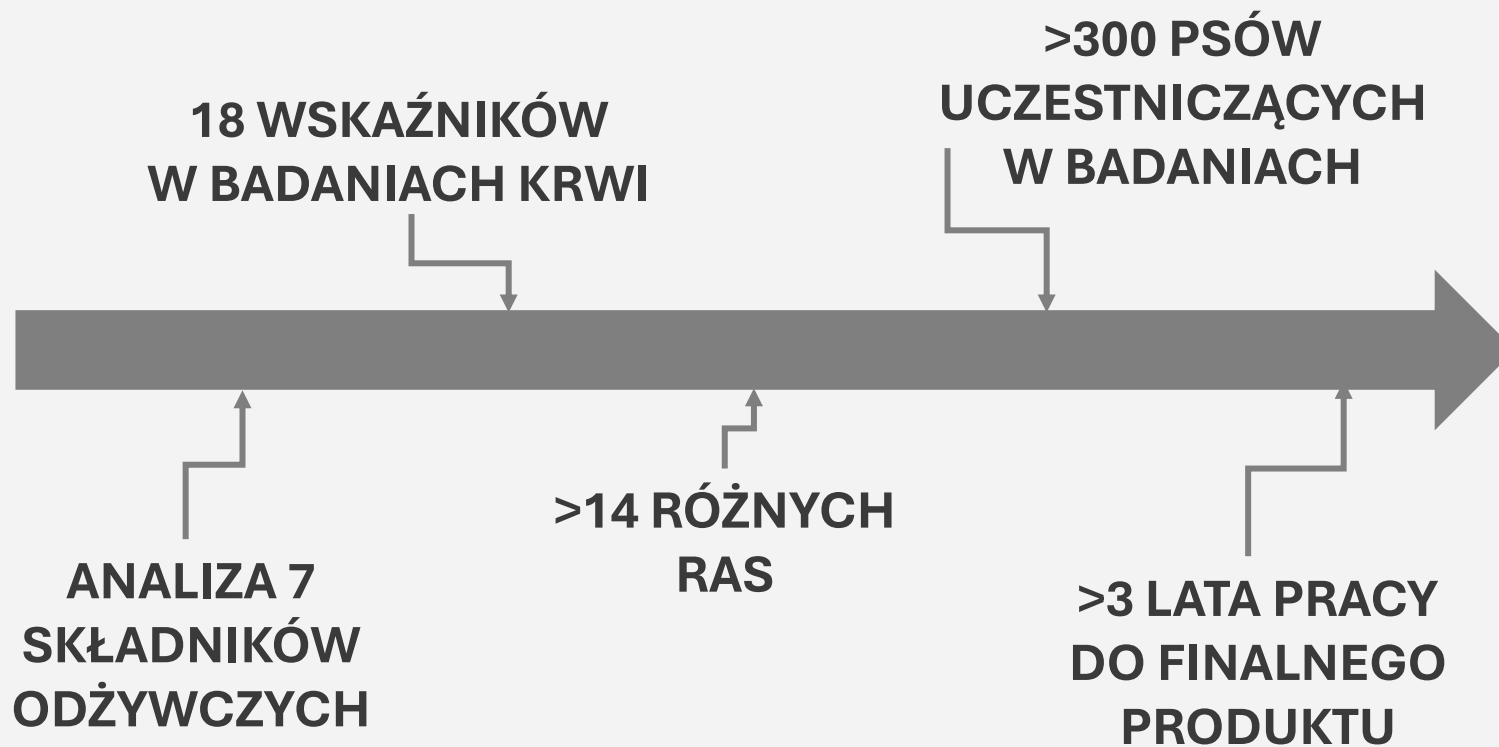 >300 PSÓW
UCZESTNICZĄCYCH
W BADANIACH
18 WSKAŹNIKÓW
W BADANIACH KRWI
>14 RÓŻNYCH
RAS
ANALIZA 7
SKŁADNIKÓW
ODŻYWCZYCH
>3 LATA PRACY
DO FINALNEGO
PRODUKTU